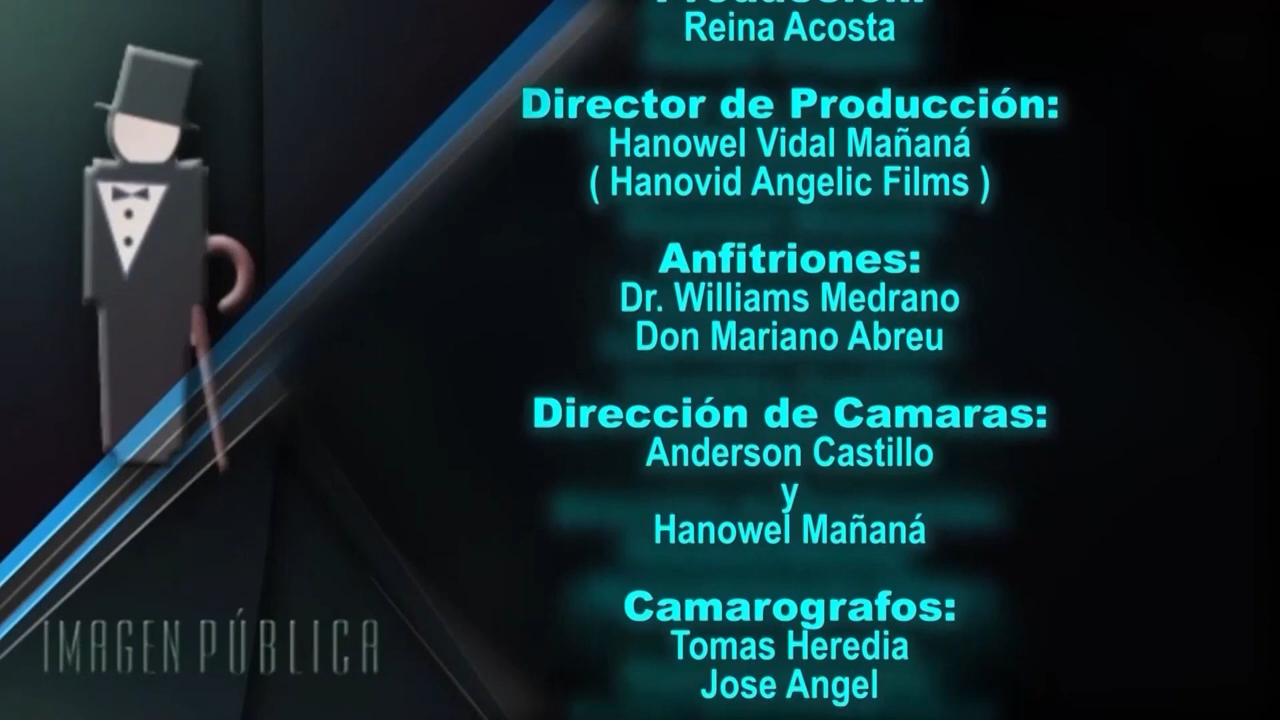 Producción:
Reina Acosta
Director de Producción:
Hanowel Vidal Mañaná
( Hanovid Angelic Films )
Anfitriones:
Dr. Williams Medrano
Don Mariano Abreu
Dirección de Camaras:
Anderson Castillo
y
Hanowel Mañaná
Camarografos:
Tomas Heredia
Jose Angel
IMAGEN PÚBLICA